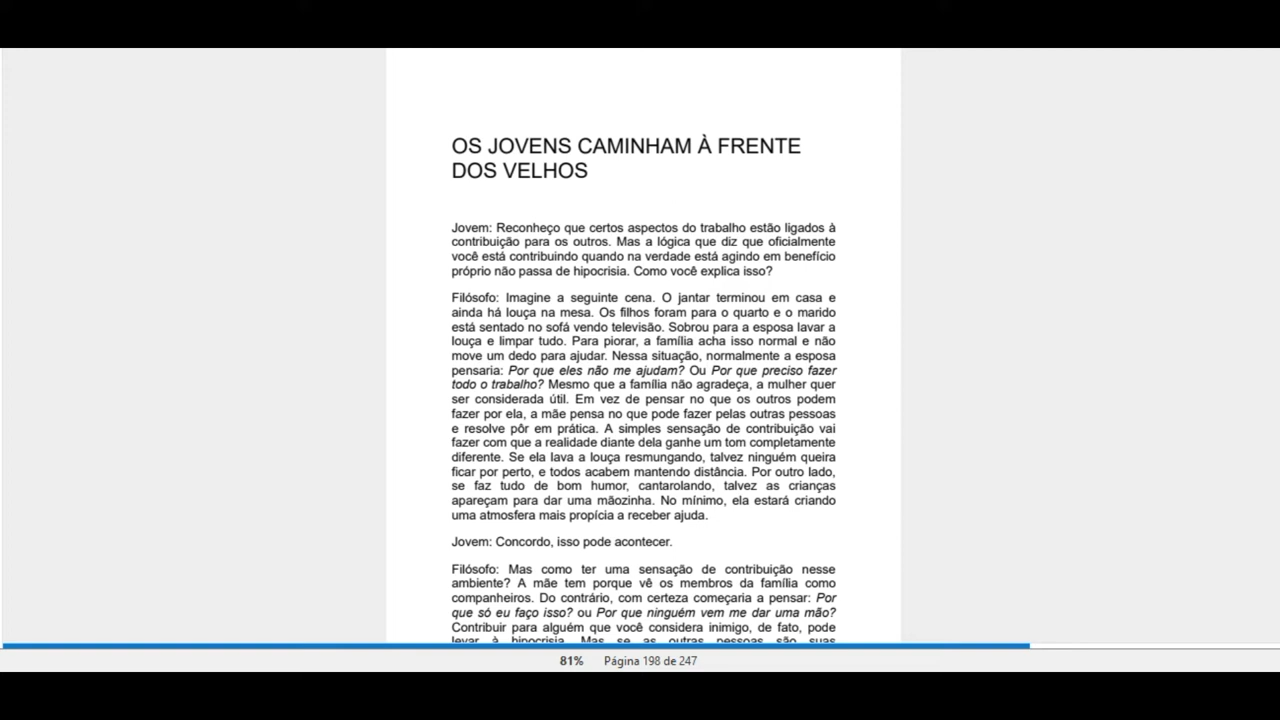 OS JOVENS CAMINHAM À FRENTE
DOS VELHOS
Jovem: Reconheço que certos aspectos do trabalho estão ligados à
contribuição para os outros. Mas a lógica que diz que oficialmente
você está contribuindo quando na verdade está agindo em benefício
próprio não passa de hipocrisia. Como você explica isso?
Filósofo: Imagine a seguinte cena. O jantar terminou em casa e
ainda há louça na mesa. Os filhos foram para o quarto e o marido
está sentado no sofá vendo televisão. Sobrou para a esposa lavar a
louça e limpar tudo. Para piorar, a família acha isso normal e não
move um dedo para ajudar. Nessa situação, normalmente a esposa
pensaria: Por que eles não me ajudam? Ou Por que preciso fazer
todo o trabalho? Mesmo que a família não agradeça, a mulher quer
ser considerada útil. Em vez de pensar no que os outros podem
fazer por ela, a mãe pensa no que pode fazer pelas outras pessoas
e resolve pôr em prática. A simples sensação de contribuição vai
fazer com que a realidade diante dela ganhe um tom completamente
diferente. Se ela lava a louça resmungando, talvez ninguém queira
ficar por perto, e todos acabem mantendo distância. Por outro lado,
se faz tudo de bom humor, cantarolando, talvez as crianças
apareçam para dar uma mãozinha. No mínimo, ela estará criando
uma atmosfera mais propícia a receber ajuda.
Jovem: Concordo, isso pode acontecer.
Filósofo: Mas como ter uma sensação de contribuição nesse
ambiente? A mãe tem porque vê os membros da família como
companheiros. Do contrário, com certeza começaria a pensar: Por
que só eu faço isso? ou Por que ninguém vem me dar uma mão?
Contribuir para alguém que você considera inimigo, de fato, pode
levar à hipocrisia. Mas se as outras pessoas são suas
81% Página 198 de 247